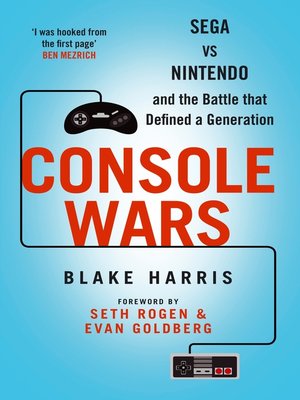 'I was hooked from
the first page'
BEN MEZRICH
SEGA
VS
NINTENDO
and the Battle that
Defined a Generation
CONSOLE
WARS
BLAKE HARRIS
FOREWORD BY
SETH ROGEN &
EVAN GOLDBERG